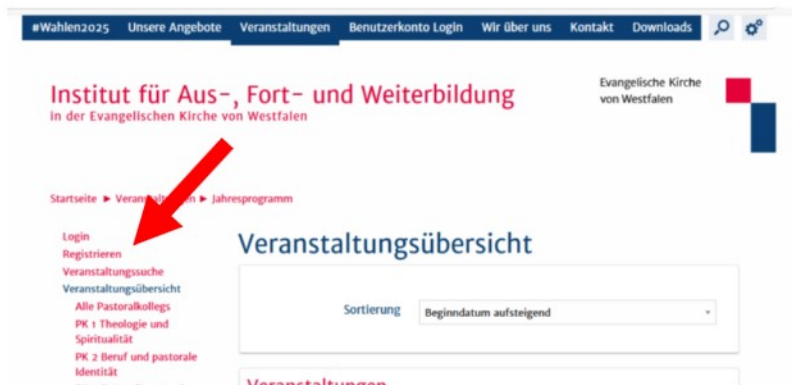 #Wahlen2025 Unsere Angebote Veranstaltungen Benutzerkonto Login Wir über uns Kontakt Downloads
Institut für Aus-, Fort- und Weiterbildung
in der Evangelischen Kirche von Westfalen
Evangelische Kirche
von Westfalen
Startseite ► Veranstaltungen ► Jahresprogramm
Login
Registrieren
Veranstaltungssuche
Veranstaltungsübersicht
Alle Pastoralkollegs
PK 1 Theologie und
Spiritualität
PK 2 Beruf und pastorale
Identität
Veranstaltungsübersicht
Sortierung Beginndatum aufsteigend
Veranstaltungen